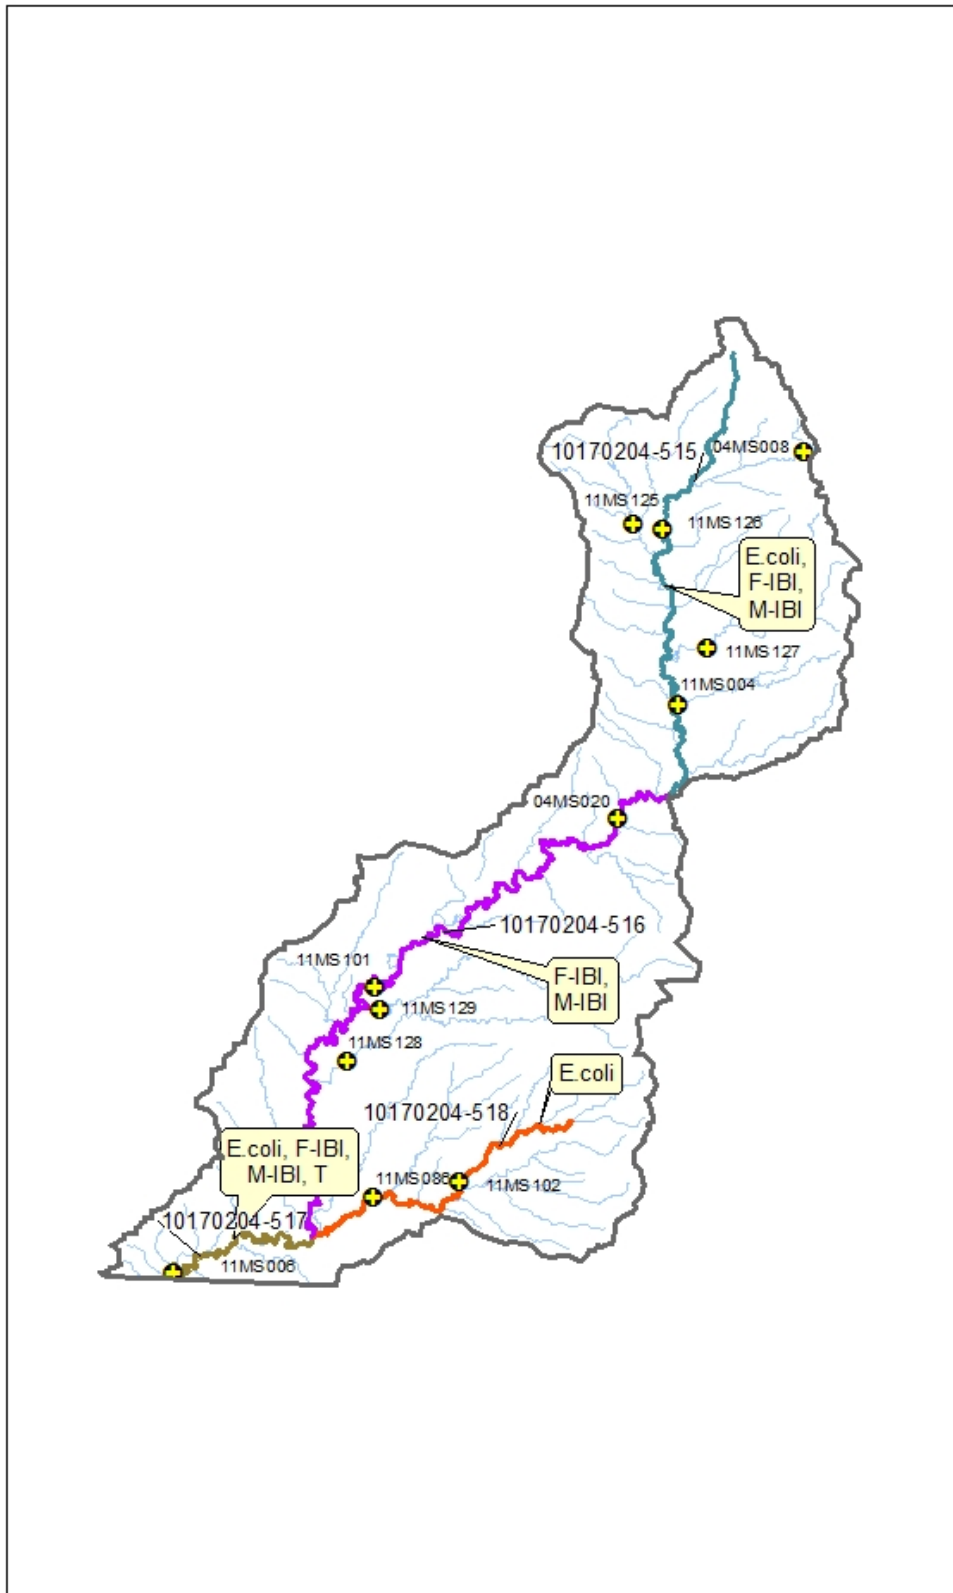 10170204-515
04MS008
11MS125
11MS126
E.coli,
F-IBI,
M-IBI
11MS127
11MS004
04MS020
10170204-516
11MS101
F-IBI,
M-IBI
11MS129
11MS128
E.coli
10170204-518
E.coli, F-IBI,
M-IBI, T
11MS086
11MS102
10170204-517
11MS006